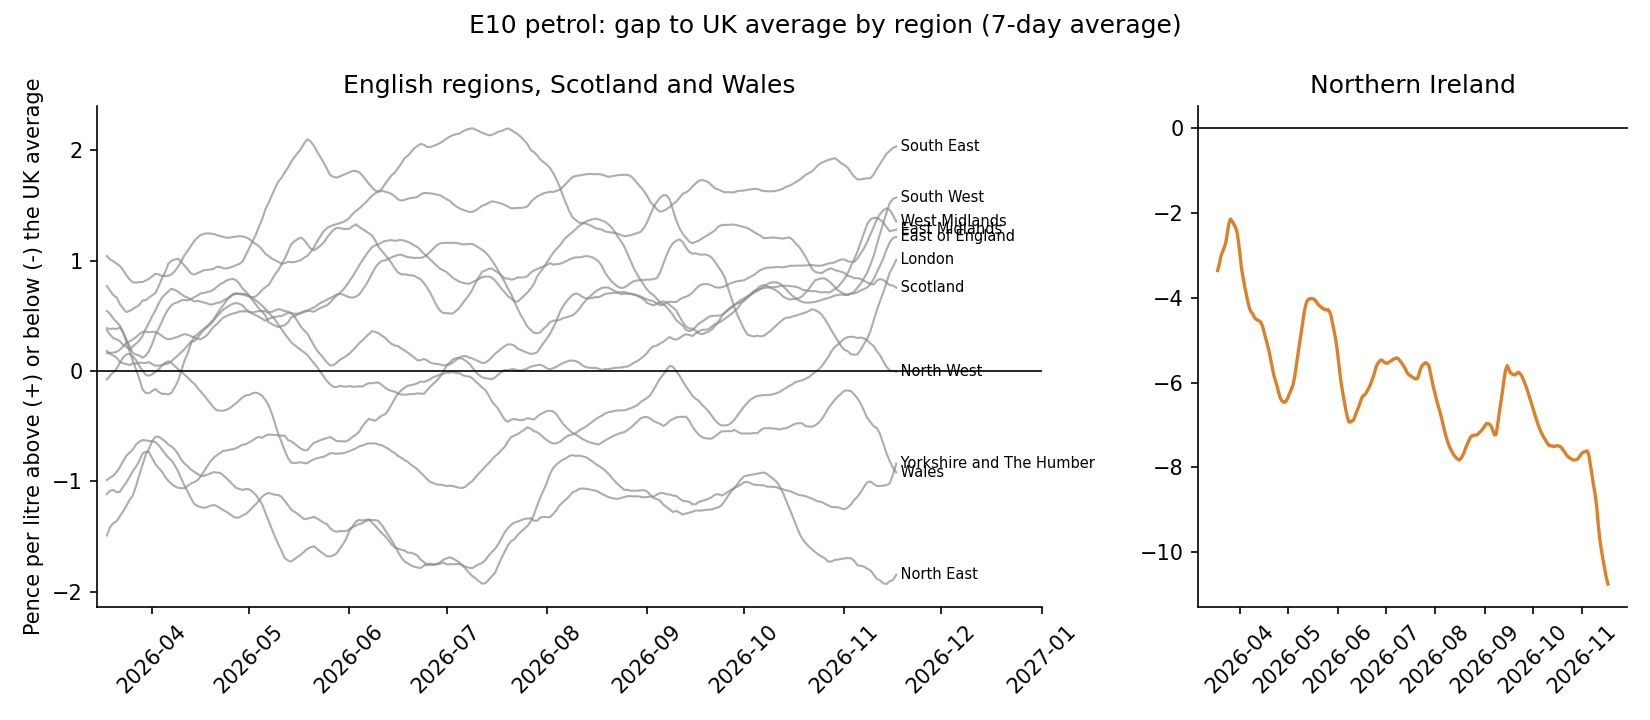 E10 petrol: gap to UK average by region (7-day average)
English regions, Scotland and Wales
Pence per litre above (+) or below (-) the UK average
2
1
0
−1
−2
South East
South West
West Midlands
East Midlands
East of England
London
Scotland
North West
Yorkshire and The Humber
Wales
North East
2026-04
2026-05
2026-06
2026-07
2026-08
2026-09
2026-10
2026-11
2026-12
2027-01
Northern Ireland
0
−2
−4
−6
−8
−10
2026-04
2026-05
2026-06
2026-07
2026-08
2026-09
2026-10
2026-11